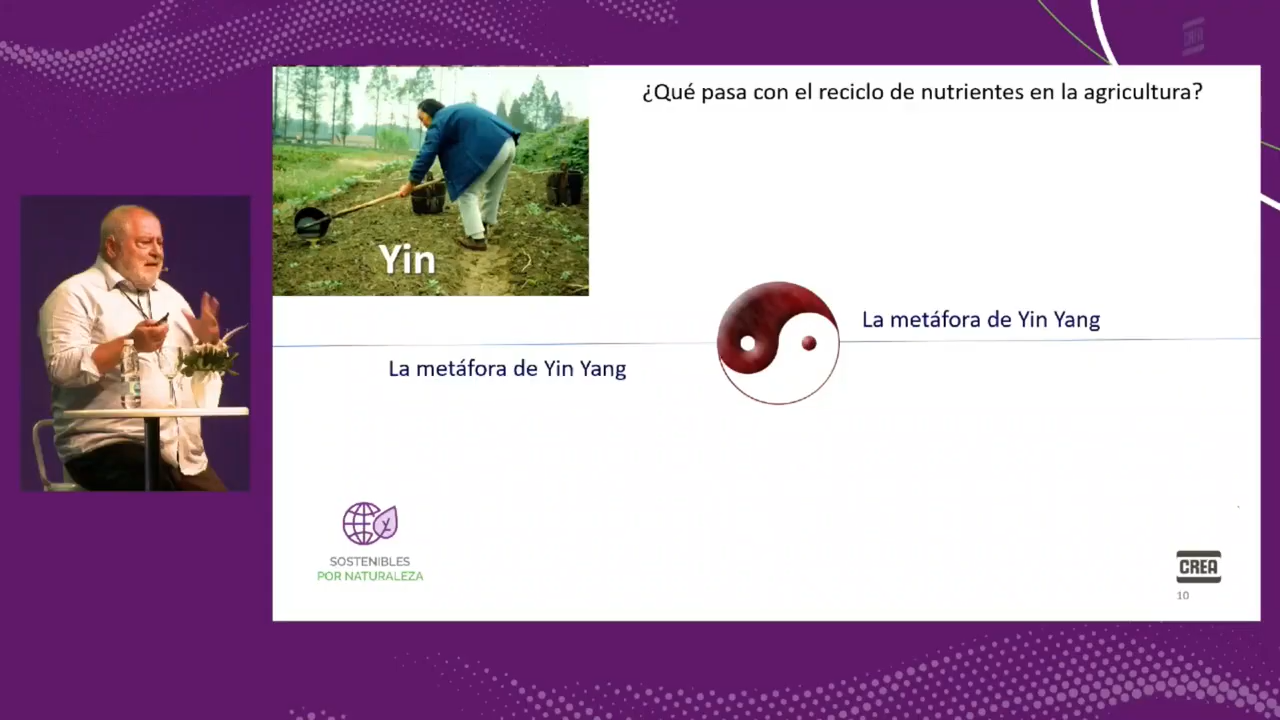 CREA
¿Qué pasa con el reciclo de nutrientes en la agricultura?
Yin
La metáfora de Yin Yang
La metáfora de Yin Yang
SOSTENIBLES
POR NATURALEZA
CREA
10